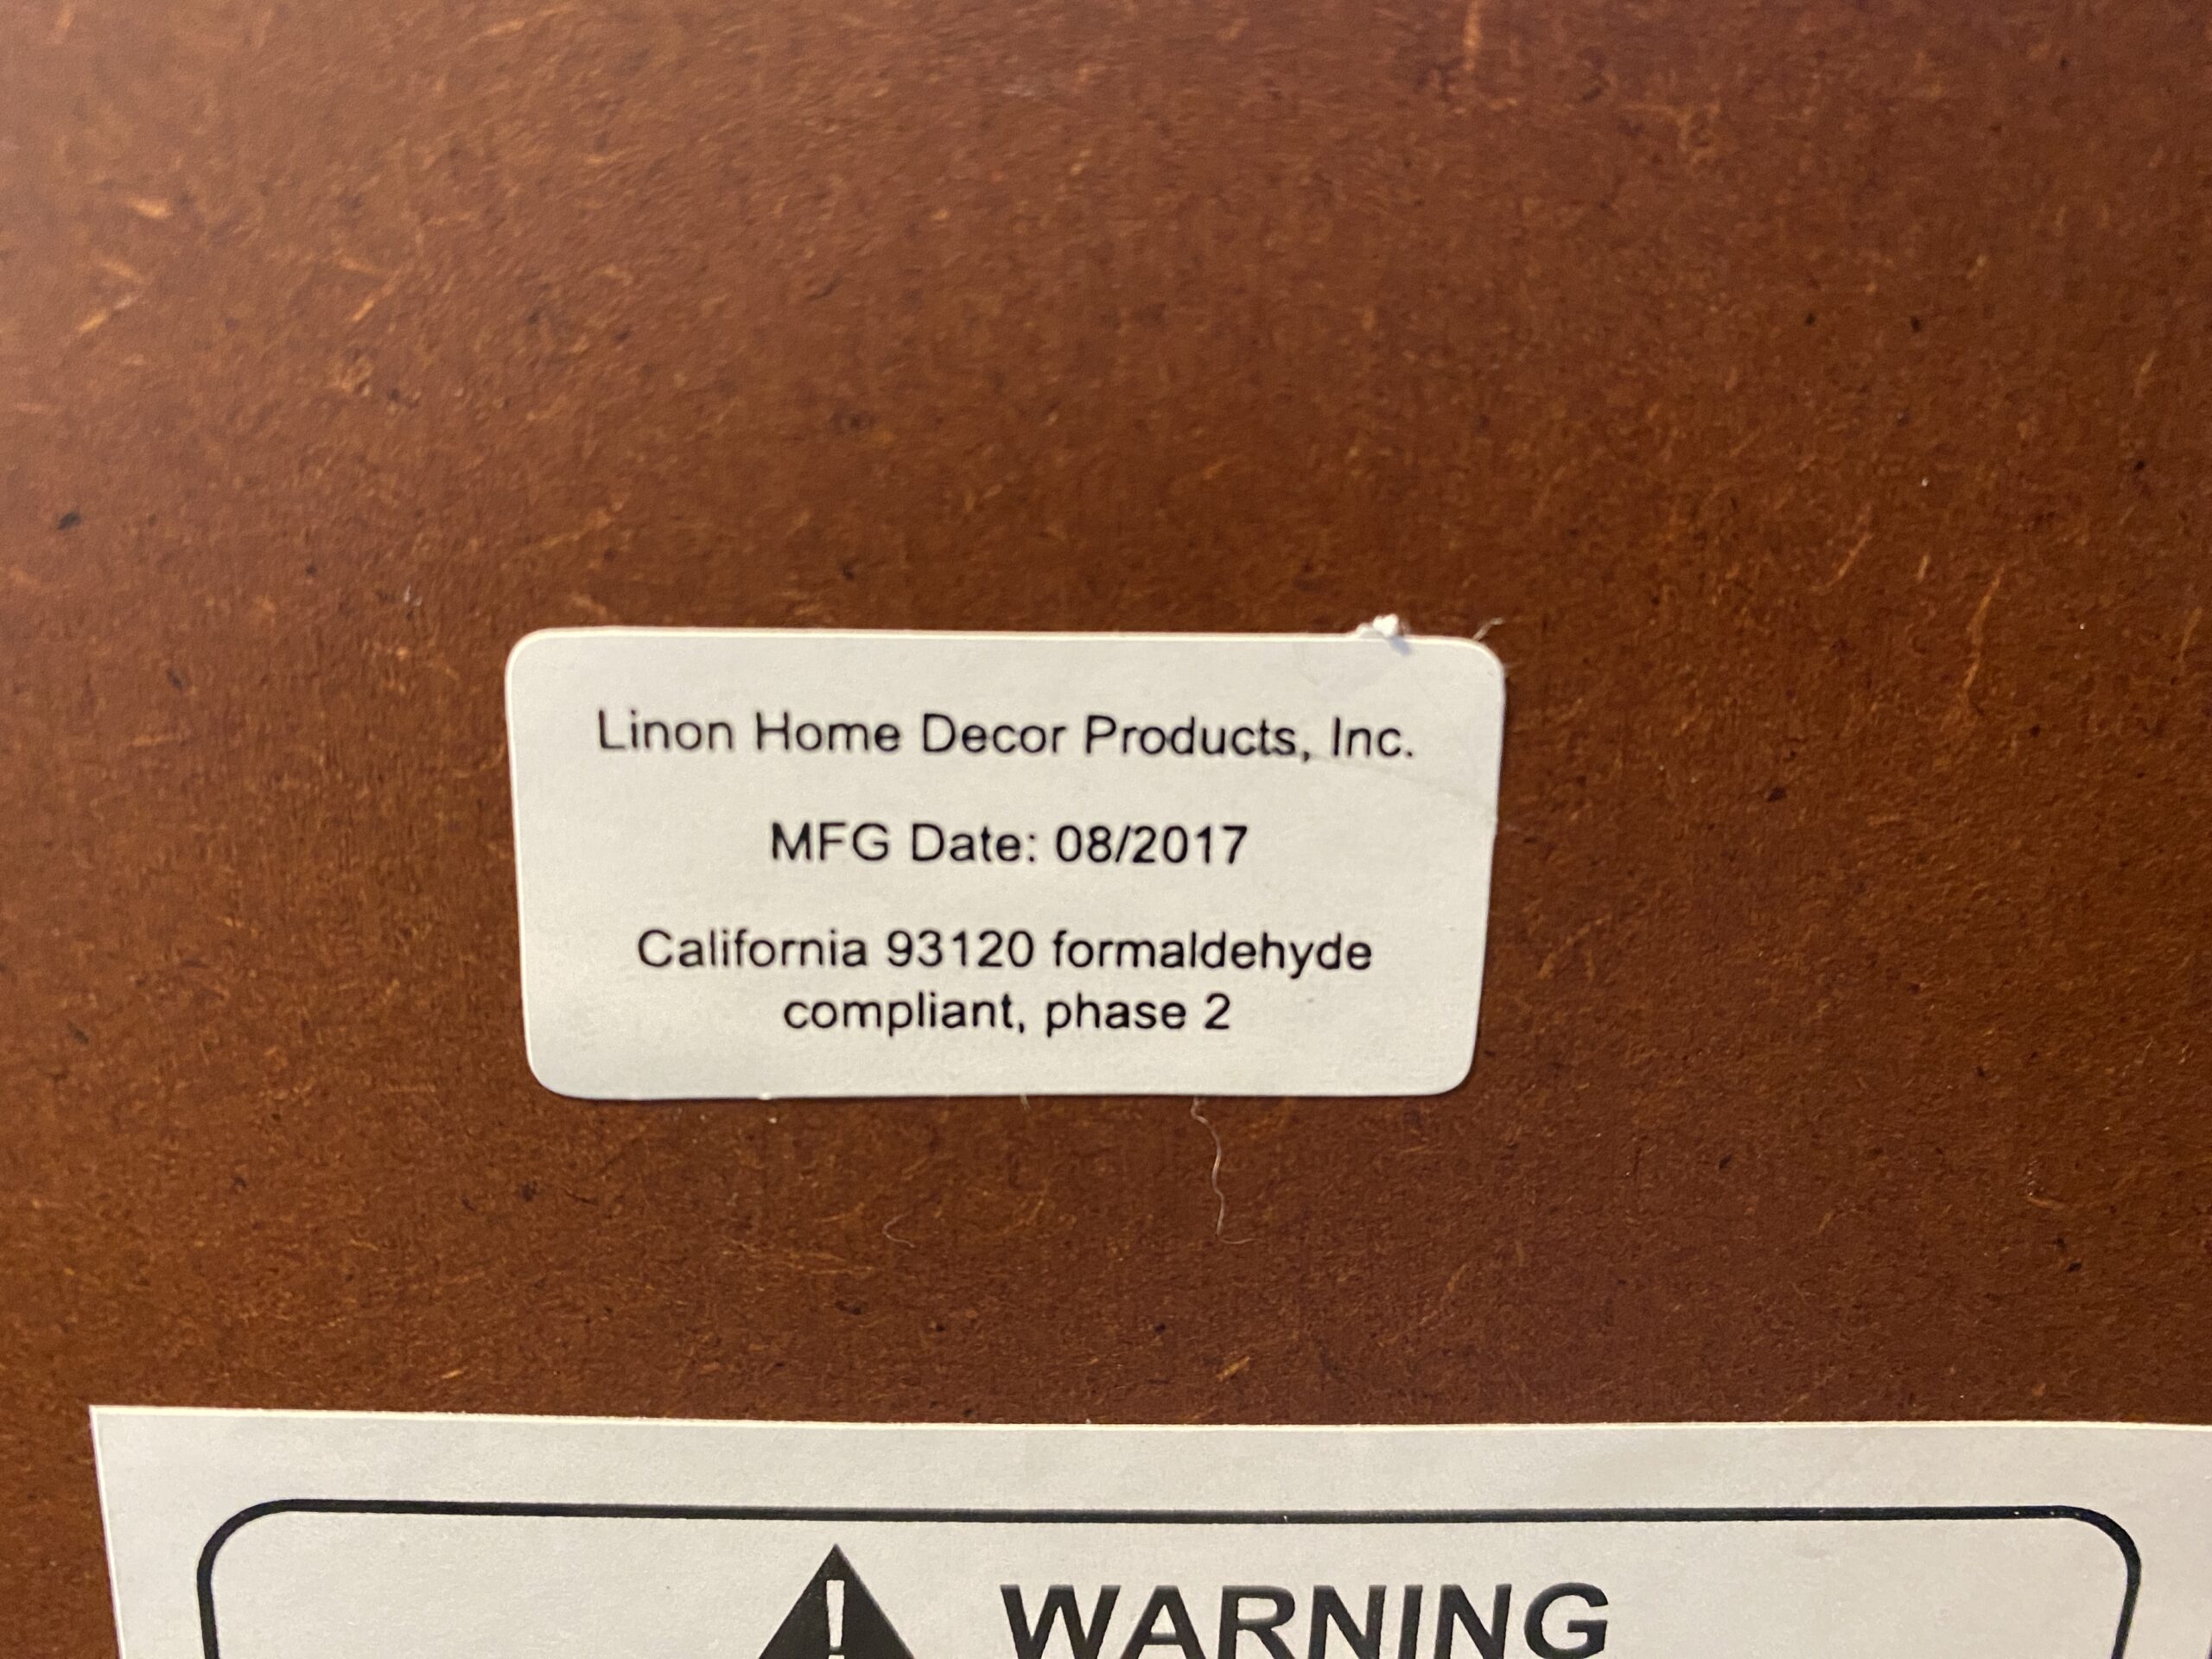 Linon Home Decor Products, Inc.
MFG Date: 08/2017
California 93120 formaldehyde
compliant, phase 2
WARNING